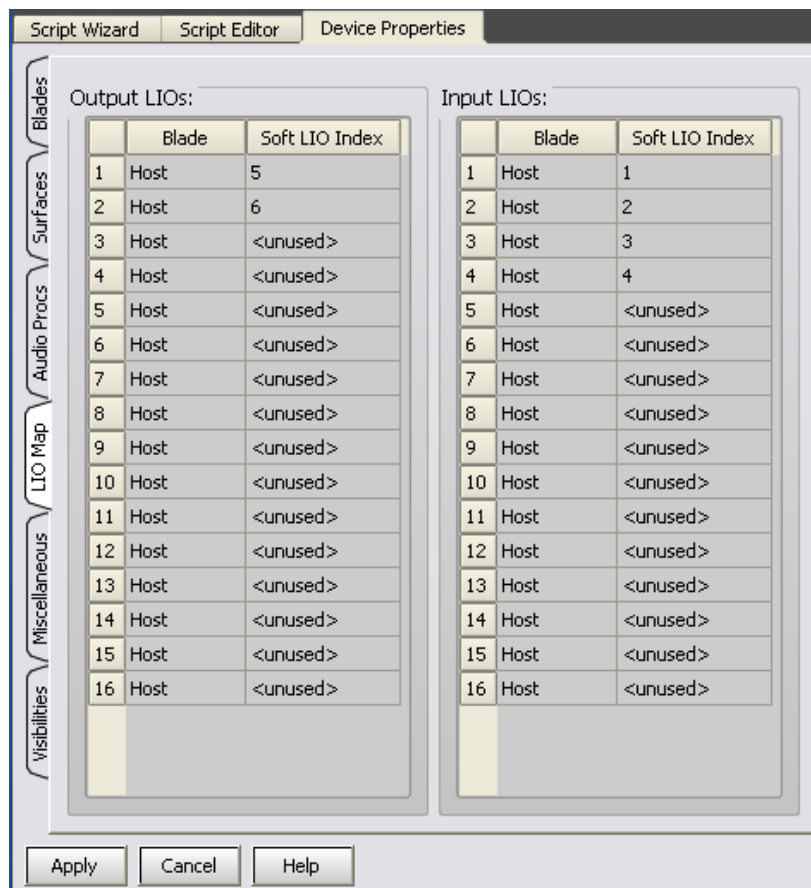 Script Wizard Script Editor Device Properties
Blades
Surfaces
Audio Procs
LIO Map
Miscellaneous
Visibilities
Output LIOs:
Blade Soft LIO Index
1 Host 5
2 Host 6
3 Host <unused>
4 Host <unused>
5 Host <unused>
6 Host <unused>
7 Host <unused>
8 Host <unused>
9 Host <unused>
10 Host <unused>
11 Host <unused>
12 Host <unused>
13 Host <unused>
14 Host <unused>
15 Host <unused>
16 Host <unused>
Input LIOs:
Blade Soft LIO Index
1 Host 1
2 Host 2
3 Host 3
4 Host 4
5 Host <unused>
6 Host <unused>
7 Host <unused>
8 Host <unused>
9 Host <unused>
10 Host <unused>
11 Host <unused>
12 Host <unused>
13 Host <unused>
14 Host <unused>
15 Host <unused>
16 Host <unused>
Apply Cancel Help